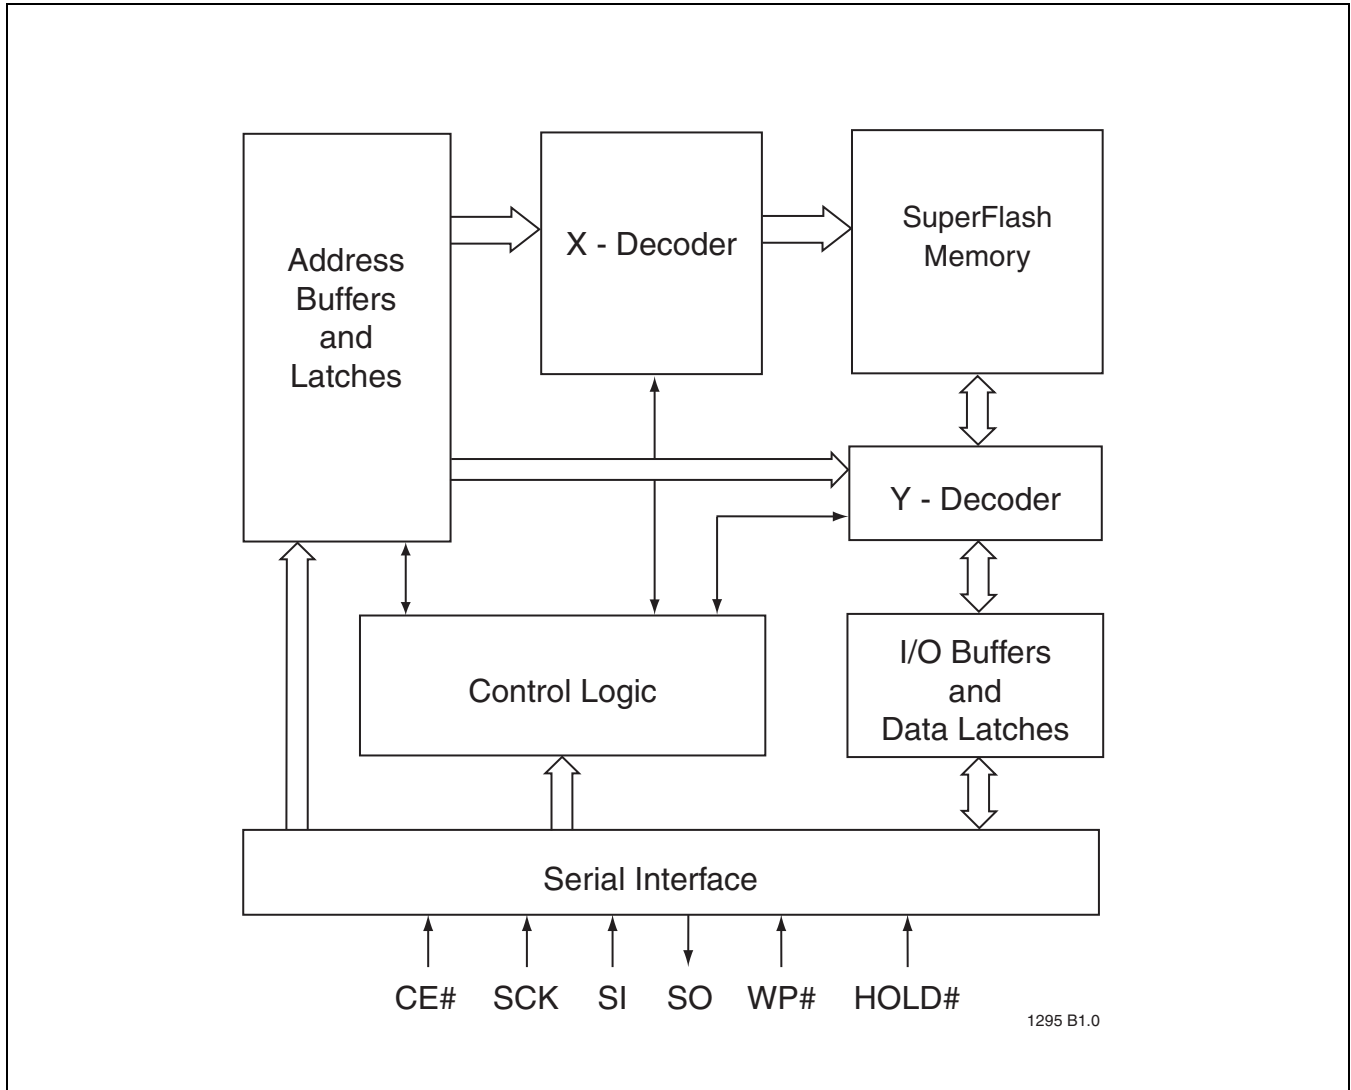 Address
Buffers
and
Latches
X - Decoder
SuperFlash
Memory
Y - Decoder
Control Logic
I/O Buffers
and
Data Latches
Serial Interface
CE# SCK SI SO WP# HOLD#
1295 B1.0